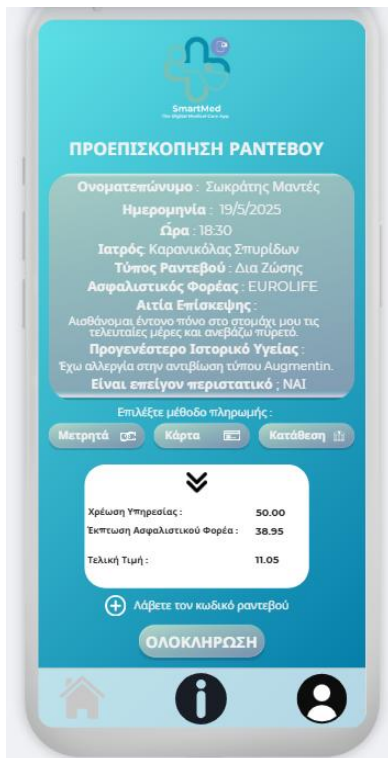 SmartMed
The Digital Medical Care App
ΠΡΟΕΠΙΣΚΟΠΗΣΗ ΡΑΝΤΕΒΟΥ
Ονοματεπώνυμο : Σωκράτης Μαντές
Ημερομηνία : 19/5/2025
Ώρα : 18:30
Ιατρός: Καρανικόλας Σπυρίδων
Τύπος Ραντεβού : Δια Ζώσης
Ασφαλιστικός Φορέας : EUROLIFE
Αιτία Επίσκεψης :
Αισθάνομαι έντονο πόνο στο στομάχι μου τις
τελευταίες μέρες και ανεβάζω πυρετό.
Προγενέστερο Ιστορικό Υγείας :
Έχω αλλεργία στην αντιβίωση τύπου Augmentin.
Είναι επείγον περιστατικό ; ΝΑΙ
Επιλέξτε μέθοδο πληρωμής :
Μετρητά Κάρτα Κατάθεση
Χρέωση Υπηρεσίας : 50.00
Έκπτωση Ασφαλιστικού Φορέα : 38.95
Τελική Τιμή : 11.05
Λάβετε τον κωδικό ραντεβού
ΟΛΟΚΛΗΡΩΣΗ